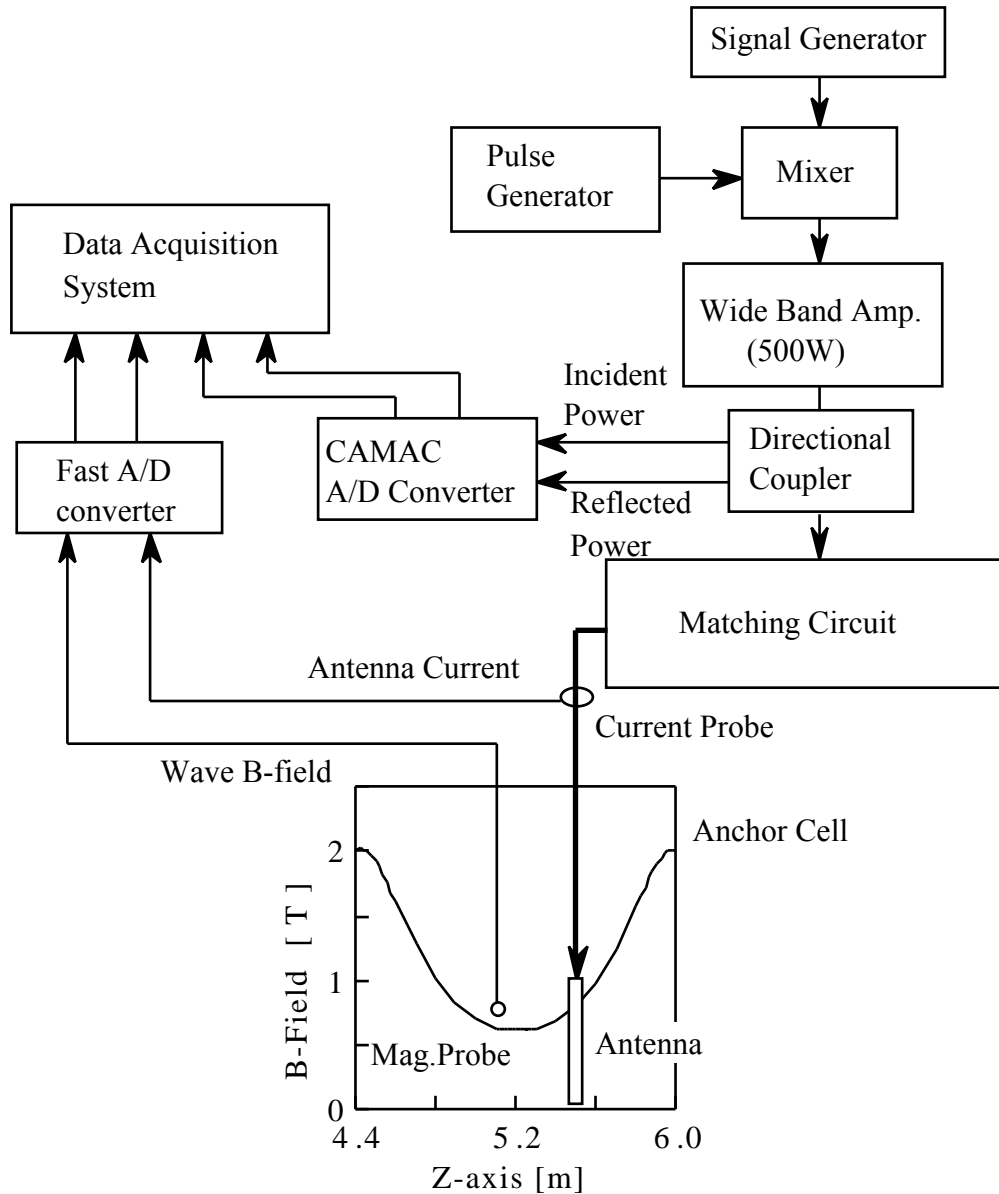 Signal Generator
Pulse
Generator
Mixer
Data Acquisition
System
Wide Band Amp.
(500W)
Incident
Power
CAMAC
A/D Converter
Directional
Coupler
Fast A/D
converter
Reflected
Power
Matching Circuit
Antenna Current
Current Probe
Wave B-field
Anchor Cell
2
1
0
B-Field [ T ]
Mag.Probe
Antenna
4.4
5.2
6.0
Z-axis [m]